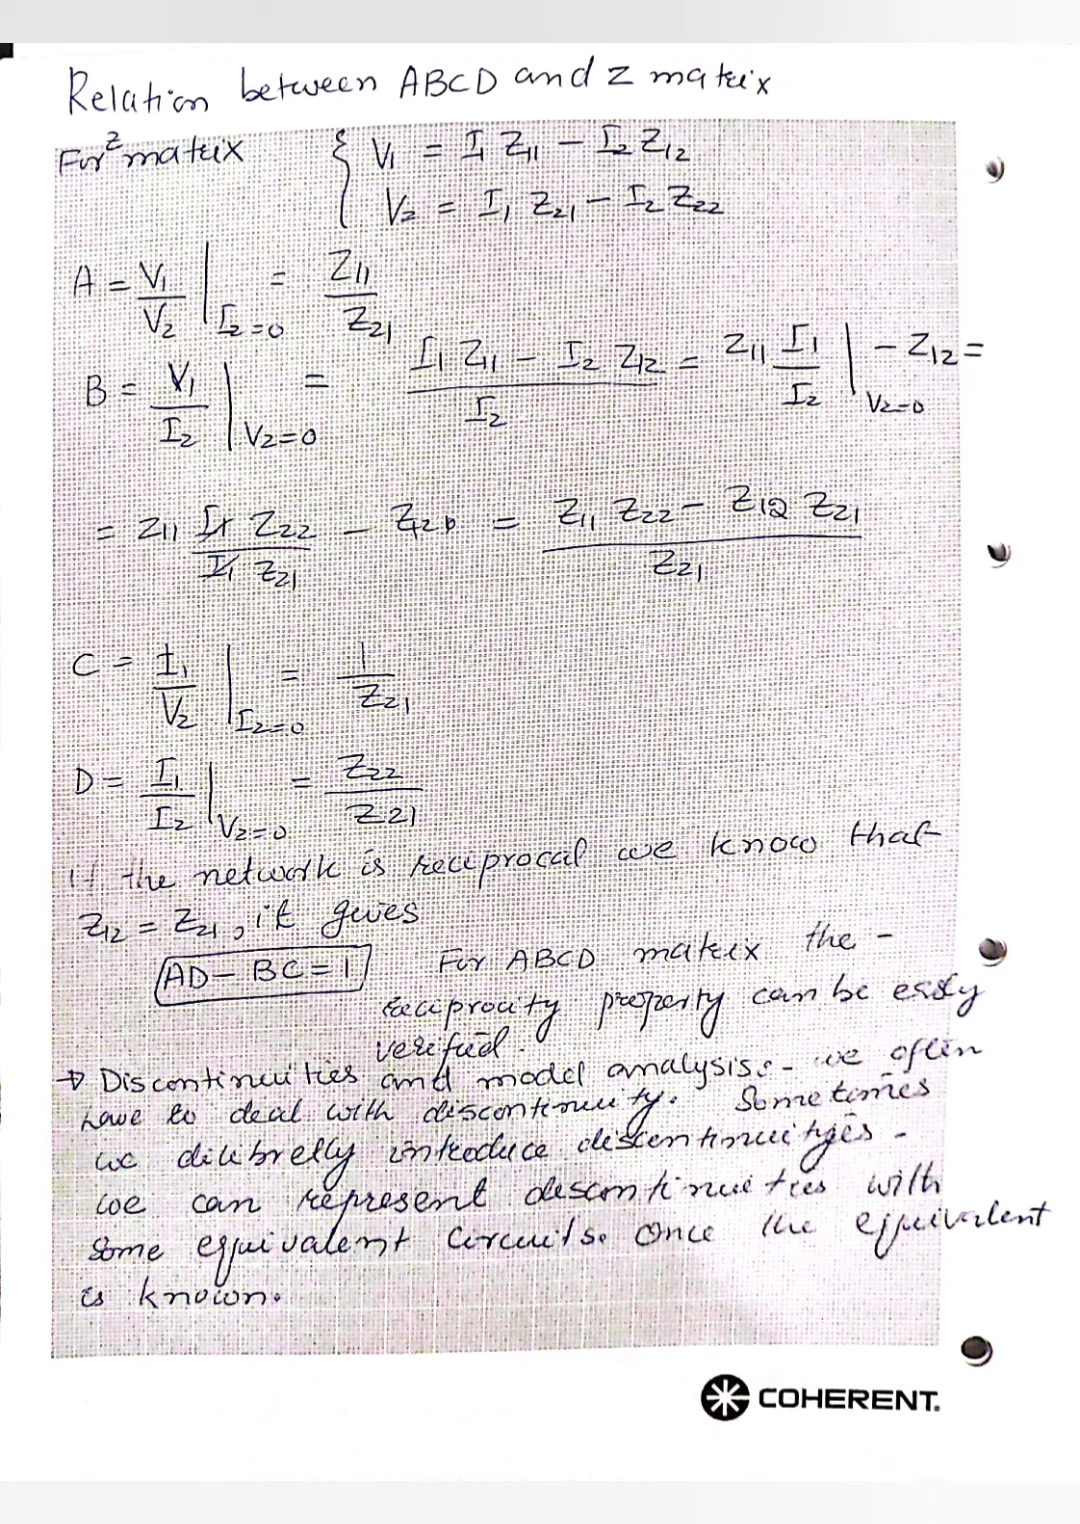 Relation between ABCD and z matrix
For z matrix { V1 = I1 Z11 - I2 Z12
V2 = I1 Z21 - I2 Z22
A = V1/V2 |I2=0 = Z11/Z21
B = V1/I2 |V2=0 = (I1 Z11 - I2 Z12)/I2 = Z11 I1/I2 |V2=0 - Z12 =
= Z11 (I1 Z22)/(I1 Z21) - Z12 = (Z11 Z22 - Z12 Z21)/Z21
C = I1/V2 |I2=0 = 1/Z21
D = I1/I2 |V2=0 = Z22/Z21
if the network is reciprocal we know that
Z12 = Z21, it gives
AD - BC = 1 For ABCD matrix the -
reciprocity property can be easly
verified.
→ Discontinuities and model analysis :- we often
have to deal with discontinuity. Sometimes
we dilibretly introduce discentinuityies -
we can represent descontinueties with
some equivalent circuits. Once the equivalent
is known.
COHERENT.